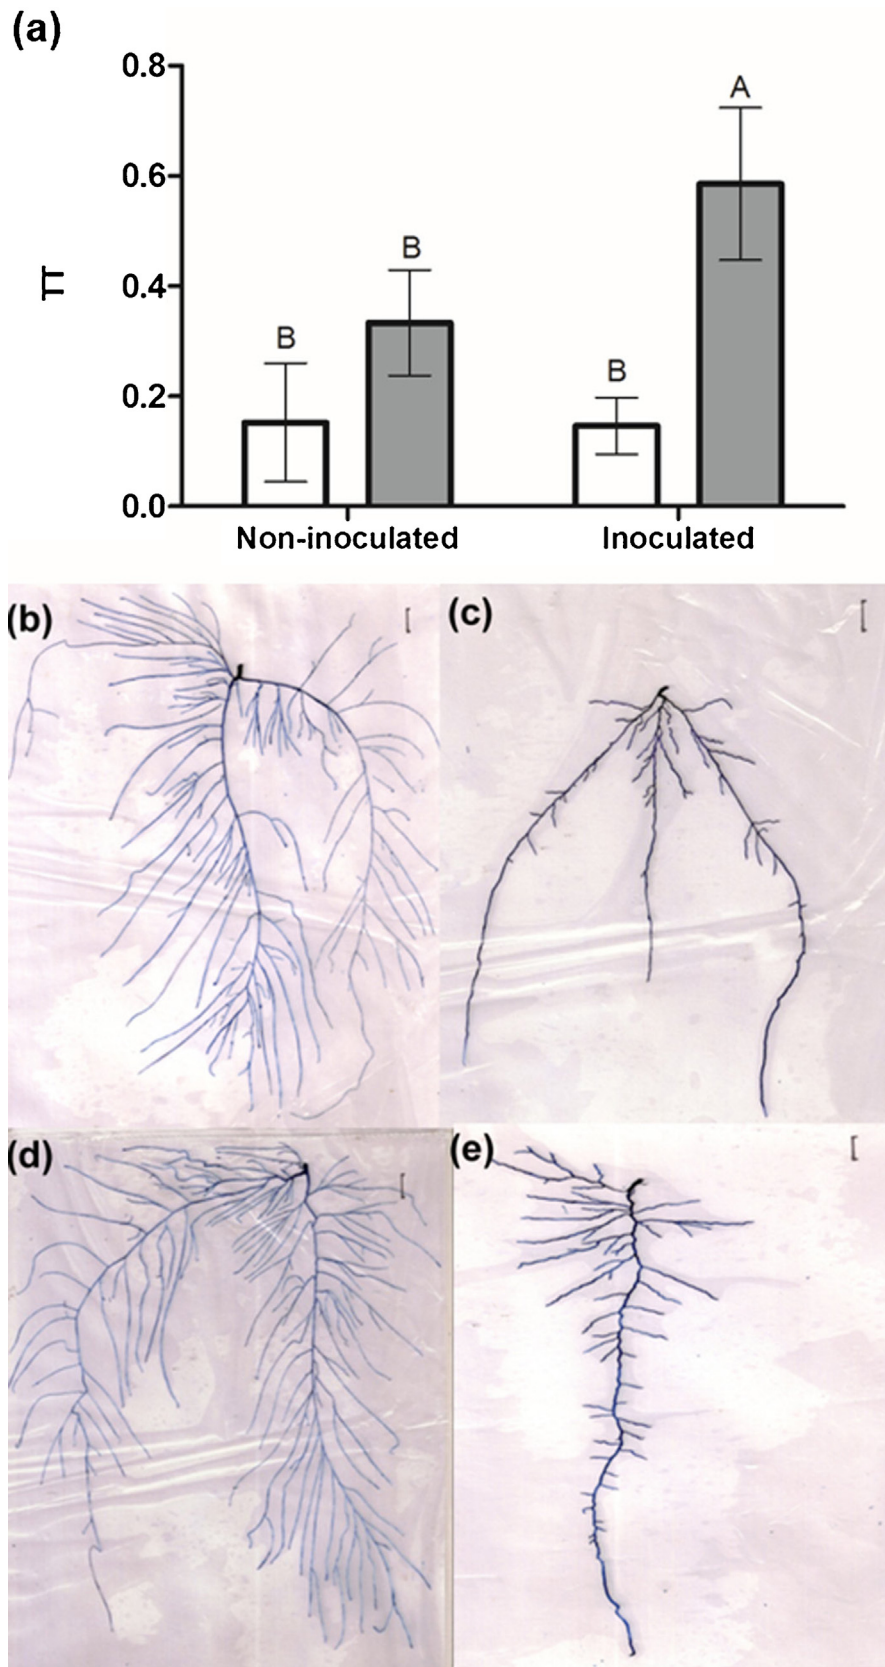 (a)
0.8
A
0.6
B
TT
0.4
B
B
0.2
0.0
Non-inoculated
Inoculated
(b)
(c)
(d)
(e)